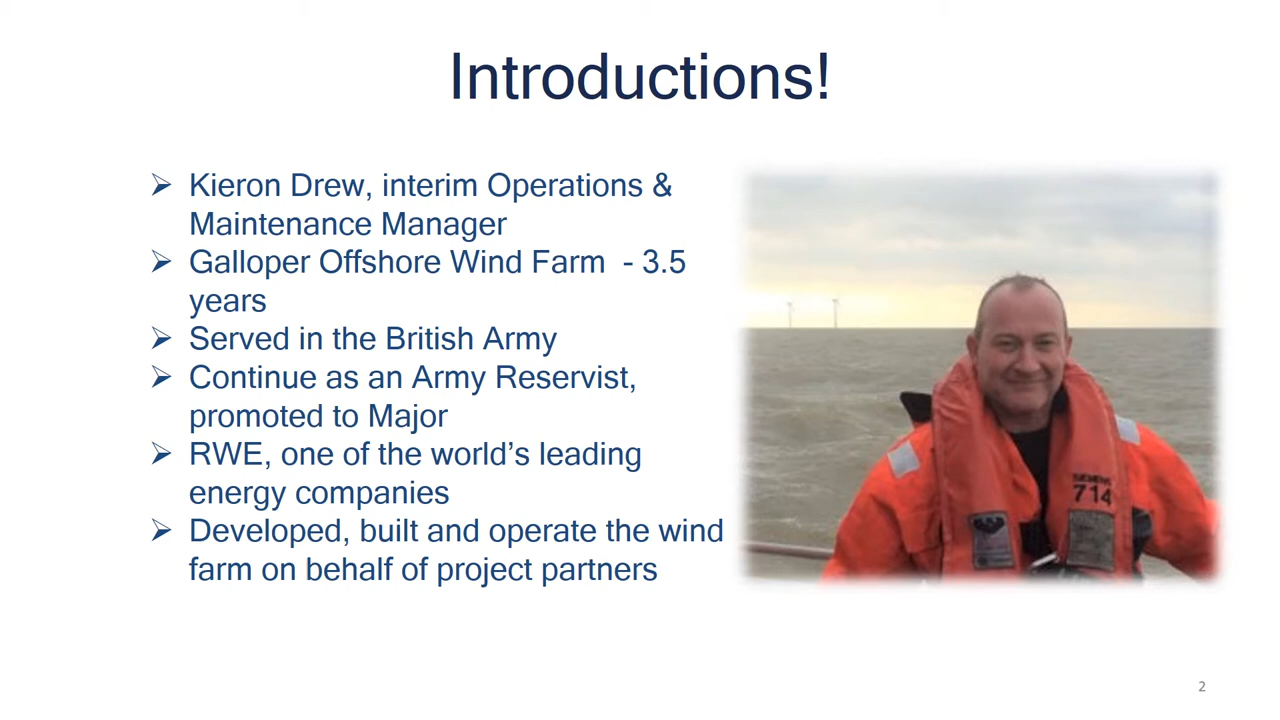 Introductions!
➢ Kieron Drew, interim Operations &
Maintenance Manager
➢ Galloper Offshore Wind Farm  - 3.5
years
➢ Served in the British Army
➢ Continue as an Army Reservist,
promoted to Major
➢ RWE, one of the world’s leading
energy companies
➢ Developed, built and operate the wind
farm on behalf of project partners
SIEMENS
714
2